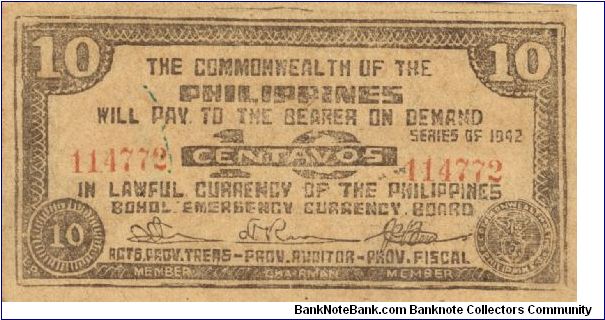 10 10
THE COMMONWEALTH OF THE
PHILIPPINES
WILL PAY TO THE BEARER ON DEMAND
SERIES OF 1942
10
114772 CENTAVOS 114772
IN LAWFUL CURRENCY OF THE PHILIPPINES
BOHOL EMERGENCY CURRENCY BOARD
10
ACTG. PROV. TREAS - PROV. AUDITOR - PROV. FISCAL
MEMBER CHAIRMAN MEMBER
PHILIPPINES
BankNoteBank.com Banknote Collectors Community